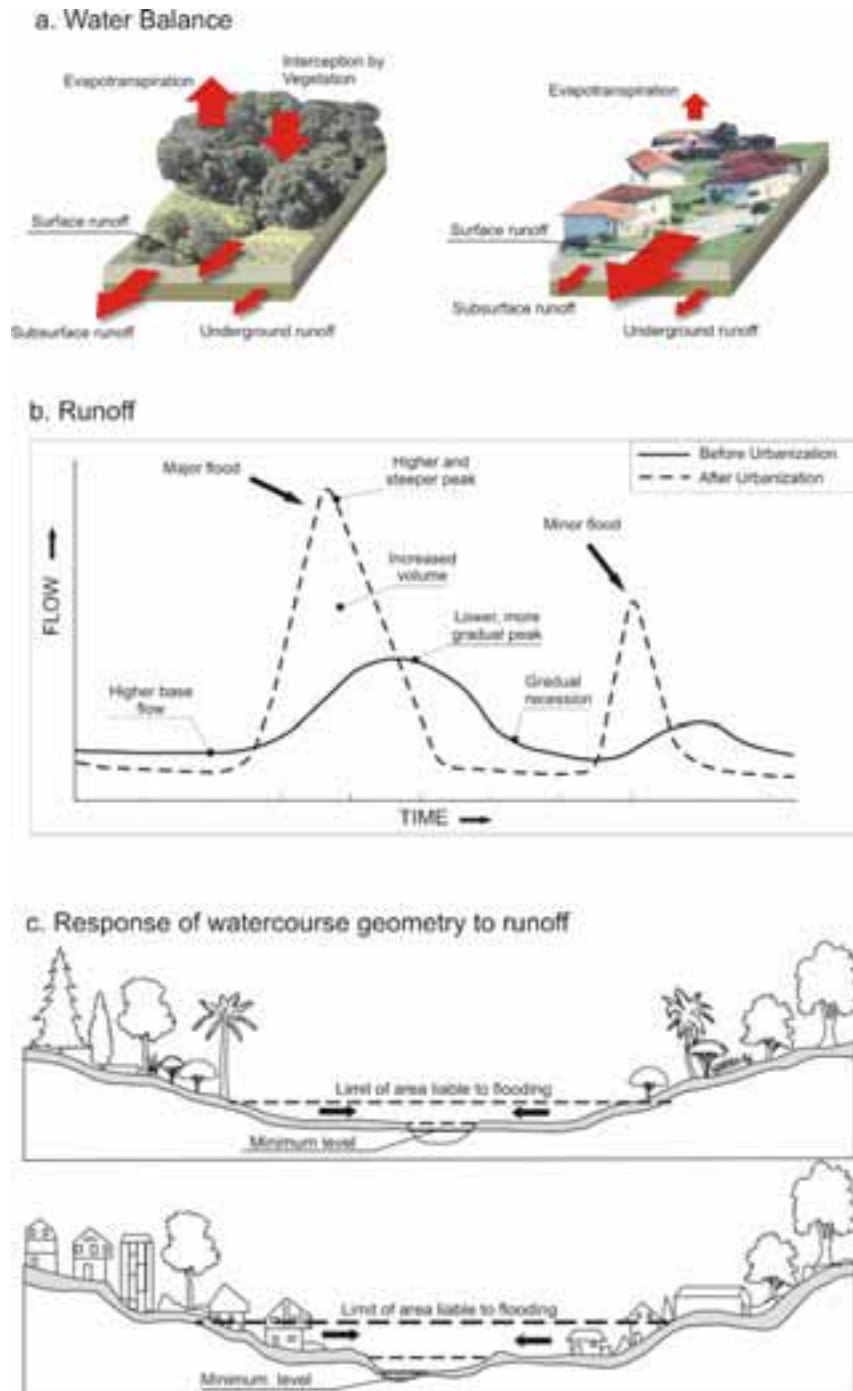 a. Water Balance
Evapotranspiration
Interception by
Vegetation
Surface runoff
Subsurface runoff
Underground runoff
Evapotranspiration
Surface runoff
Subsurface runoff
Underground runoff
b. Runoff
Major flood
Higher and
steeper peak
Before Urbanization
After Urbanization
Minor flood
Increased
volume
Lower, more
gradual peak
Higher base
flow
Gradual
recession
FLOW
TIME
c. Response of watercourse geometry to runoff
Limit of area liable to flooding
Minimum level
Limit of area liable to flooding
Minimum level